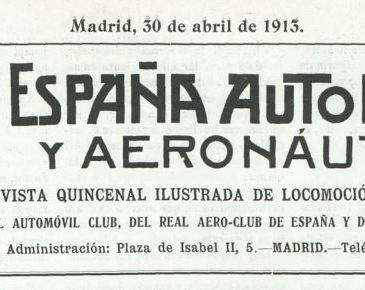 Madrid, 30 de abril de 1913.
ESPAÑA AUTO
Y AERONÁUT
VISTA QUINCENAL ILUSTRADA DE LOCOMOCIÓ
L AUTOMÓVIL CLUB, DEL REAL AERO-CLUB DE ESPAÑA Y D
Administración: Plaza de Isabel II, 5.—MADRID.—Telé